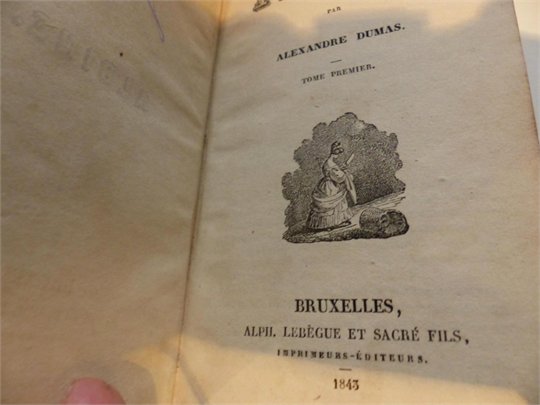 PAR
ALEXANDRE DUMAS.
TOME PREMIER.
BRUXELLES,
ALPH. LEBÈGUE ET SACRÉ FILS,
IMPRIMEURS-ÉDITEURS.
1843